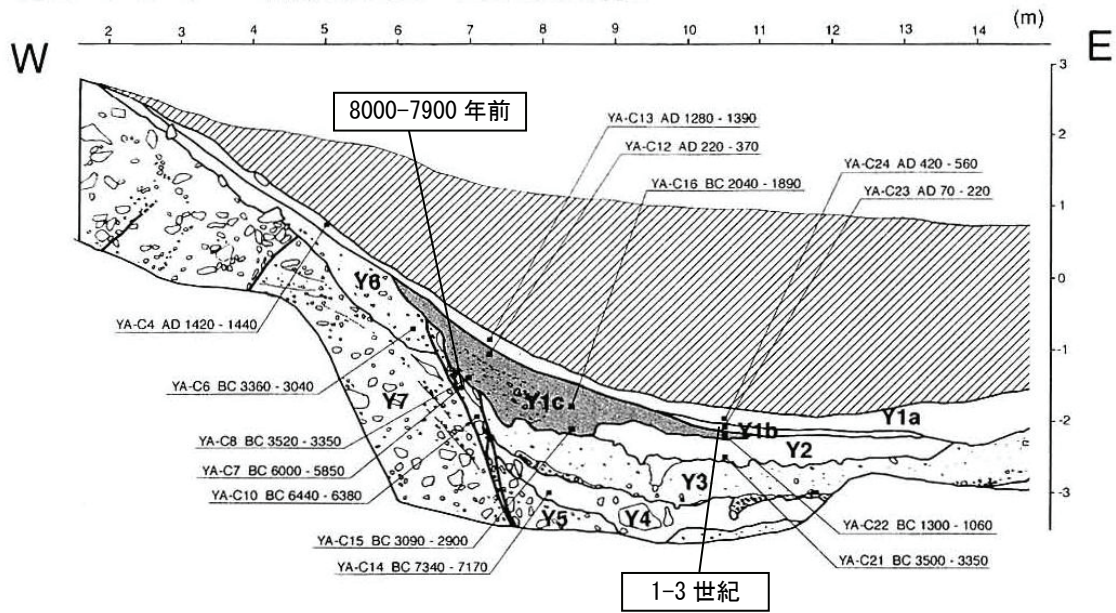 (m)
W
2 3 4 5 6 7 8 9 10 11 12 13 14
E
3
2
1
0
-1
-2
-3
8000-7900 年前
YA-C13 AD 1280 - 1390
YA-C12 AD 220 - 370
YA-C16 BC 2040 - 1890
YA-C24 AD 420 - 560
YA-C23 AD 70 - 220
Y6
YA-C4 AD 1420 - 1440
YA-C6 BC 3360 - 3040
Y7
Y1c
Y1a
Y1b
Y2
YA-C8 BC 3520 - 3350
YA-C7 BC 6000 - 5850
YA-C10 BC 6440 - 6380
Y3
Y5
Y4
YA-C15 BC 3090 - 2900
YA-C14 BC 7340 - 7170
YA-C22 BC 1300 - 1060
YA-C21 BC 3500 - 3350
1-3 世紀